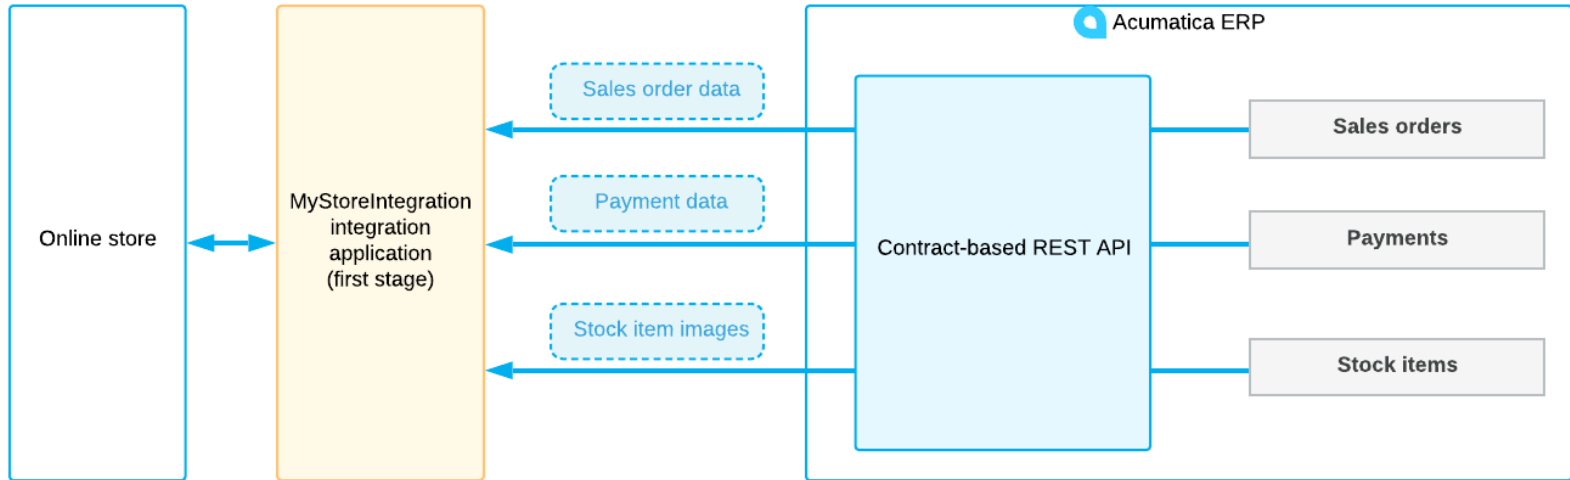 Acumatica ERP
Online store
MyStoreIntegration
integration
application
(first stage)
Sales order data
Payment data
Stock item images
Contract-based REST API
Sales orders
Payments
Stock items